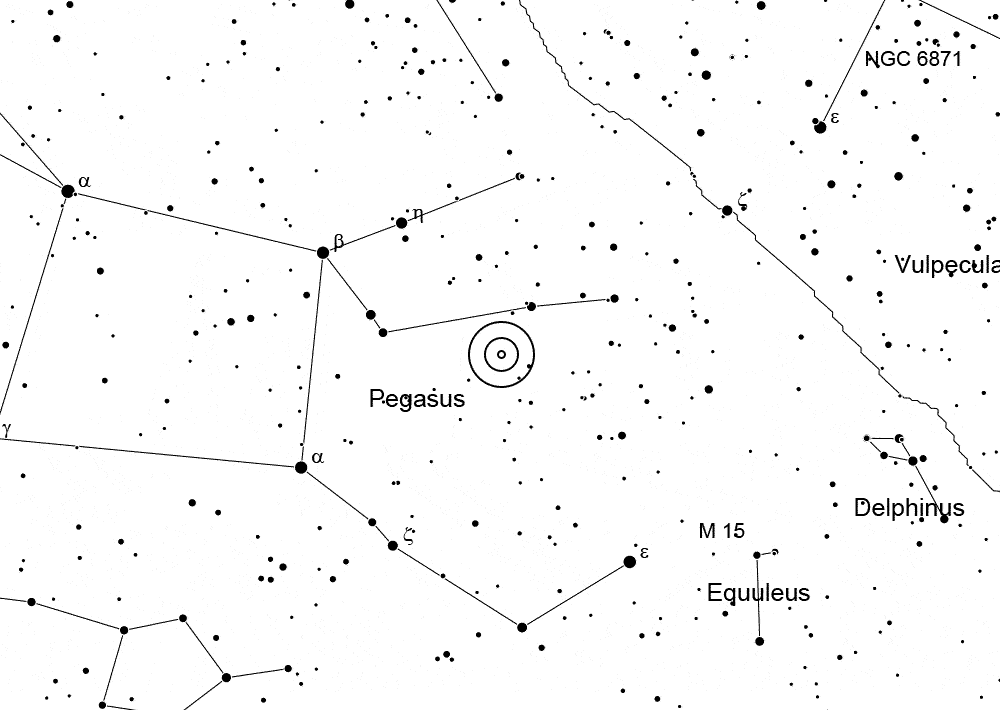 NGC 6871
ε
α
ζ
η
β
Vulpecula
Pegasus
γ
α
Delphinus
M 15
ζ
ε
Equuleus